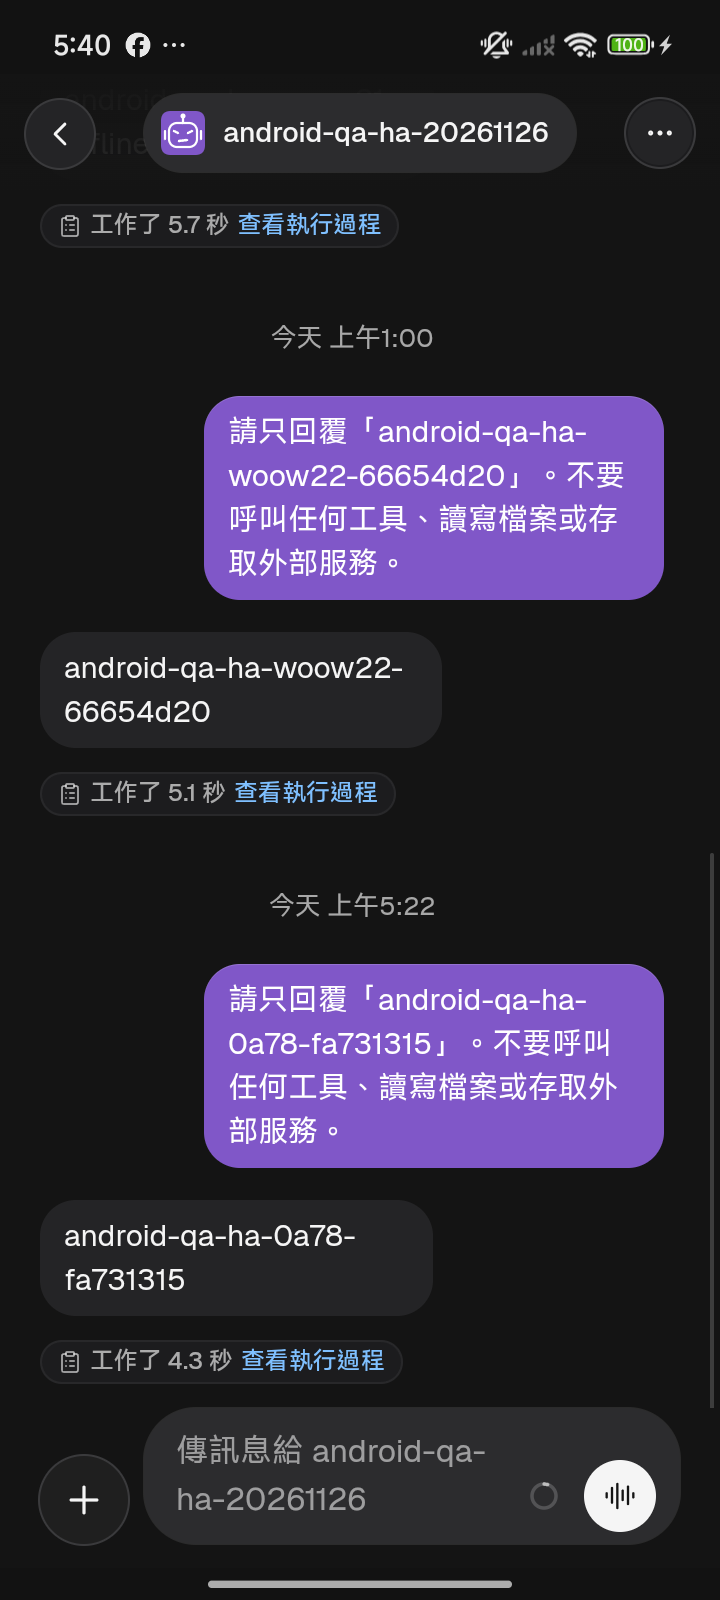 5:40
100
android-qa-ha-20261126
工作了 5.7 秒 查看執行過程
今天 上午1:00
請只回覆「android-qa-ha-
woow22-66654d20」。不要
呼叫任何工具、讀寫檔案或存
取外部服務。
android-qa-ha-woow22-
66654d20
工作了 5.1 秒 查看執行過程
今天 上午5:22
請只回覆「android-qa-ha-
0a78-fa731315」。不要呼叫
任何工具、讀寫檔案或存取外
部服務。
android-qa-ha-0a78-
fa731315
工作了 4.3 秒 查看執行過程
傳訊息給 android-qa-
ha-20261126